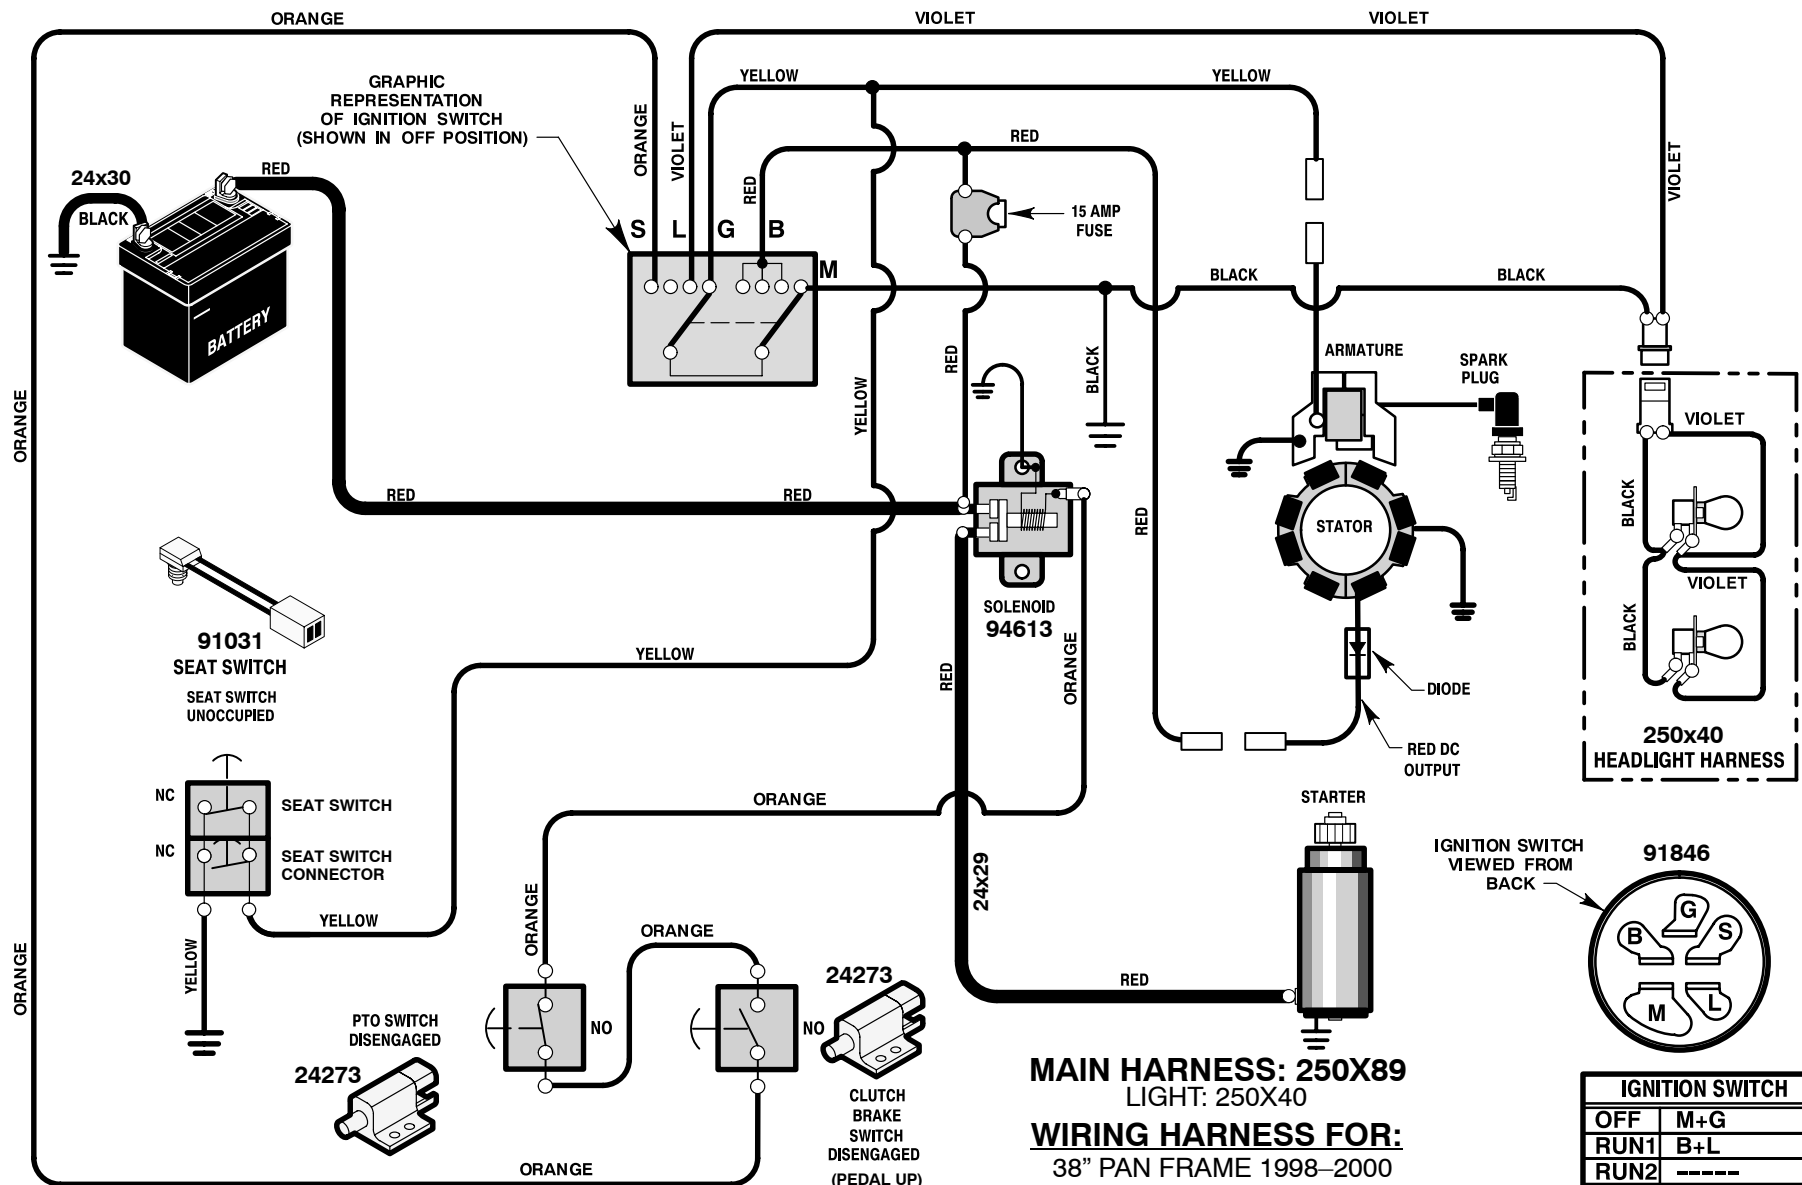 ORANGE
VIOLET
VIOLET
GRAPHIC
REPRESENTATION
OF IGNITION SWITCH
(SHOWN IN OFF POSITION)
YELLOW
YELLOW
ORANGE
VIOLET
RED
RED
RED
VIOLET
24x30
BLACK
RED
15 AMP
FUSE
S
L
G
B
M
BLACK
BLACK
BATTERY
ORANGE
YELLOW
RED
BLACK
ARMATURE
SPARK
PLUG
VIOLET
BLACK
RED
RED
RED
STATOR
VIOLET
BLACK
SOLENOID
94613
91031
SEAT SWITCH
SEAT SWITCH
UNOCCUPIED
YELLOW
RED
ORANGE
DIODE
RED DC
OUTPUT
250x40
HEADLIGHT HARNESS
NC
SEAT SWITCH
NC
SEAT SWITCH
CONNECTOR
ORANGE
STARTER
IGNITION SWITCH
VIEWED FROM
BACK
91846
24x29
YELLOW
YELLOW
ORANGE
ORANGE
ORANGE
G
B
S
M
L
RED
24273
PTO SWITCH
DISENGAGED
NO
NO
24273
CLUTCH
BRAKE
SWITCH
DISENGAGED
(PEDAL UP)
ORANGE
MAIN HARNESS: 250X89
LIGHT: 250X40
WIRING HARNESS FOR:
38” PAN FRAME 1998–2000
IGNITION SWITCH
OFF M+G
RUN1 B+L
RUN2 -----